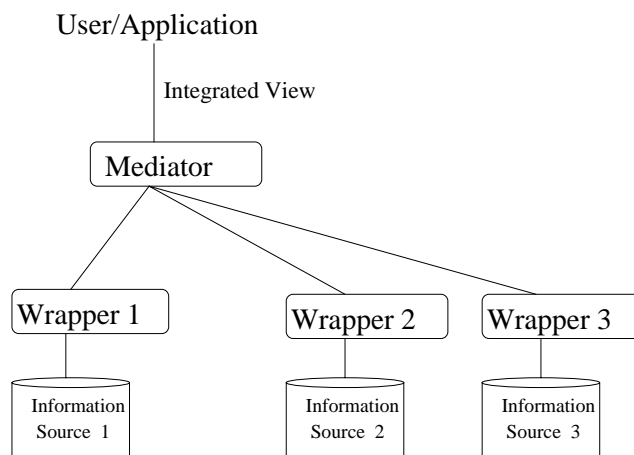 User/Application
Integrated View
Mediator
Wrapper 1
Wrapper 2
Wrapper 3
Information
Source 1
Information
Source 2
Information
Source 3